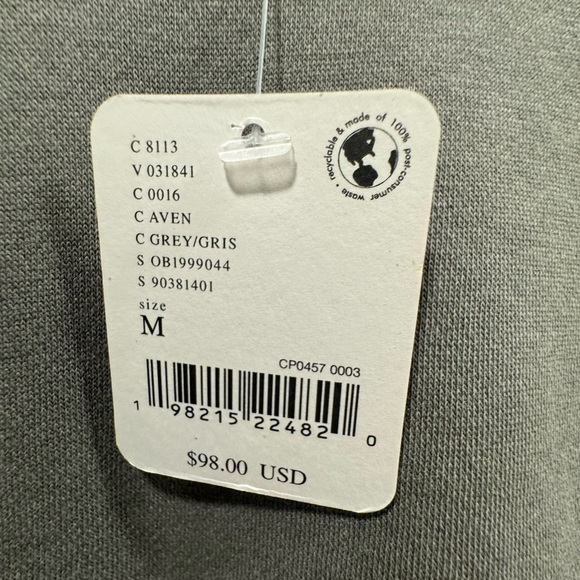 C 8113
V 031841
C 0016
C AVEN
C GREY/GRIS
S OB1999044
S 90381401
size
M
recyclable & made of 100% post-consumer waste •
CP0457 0003
1 98215 22482 0
$98.00 USD